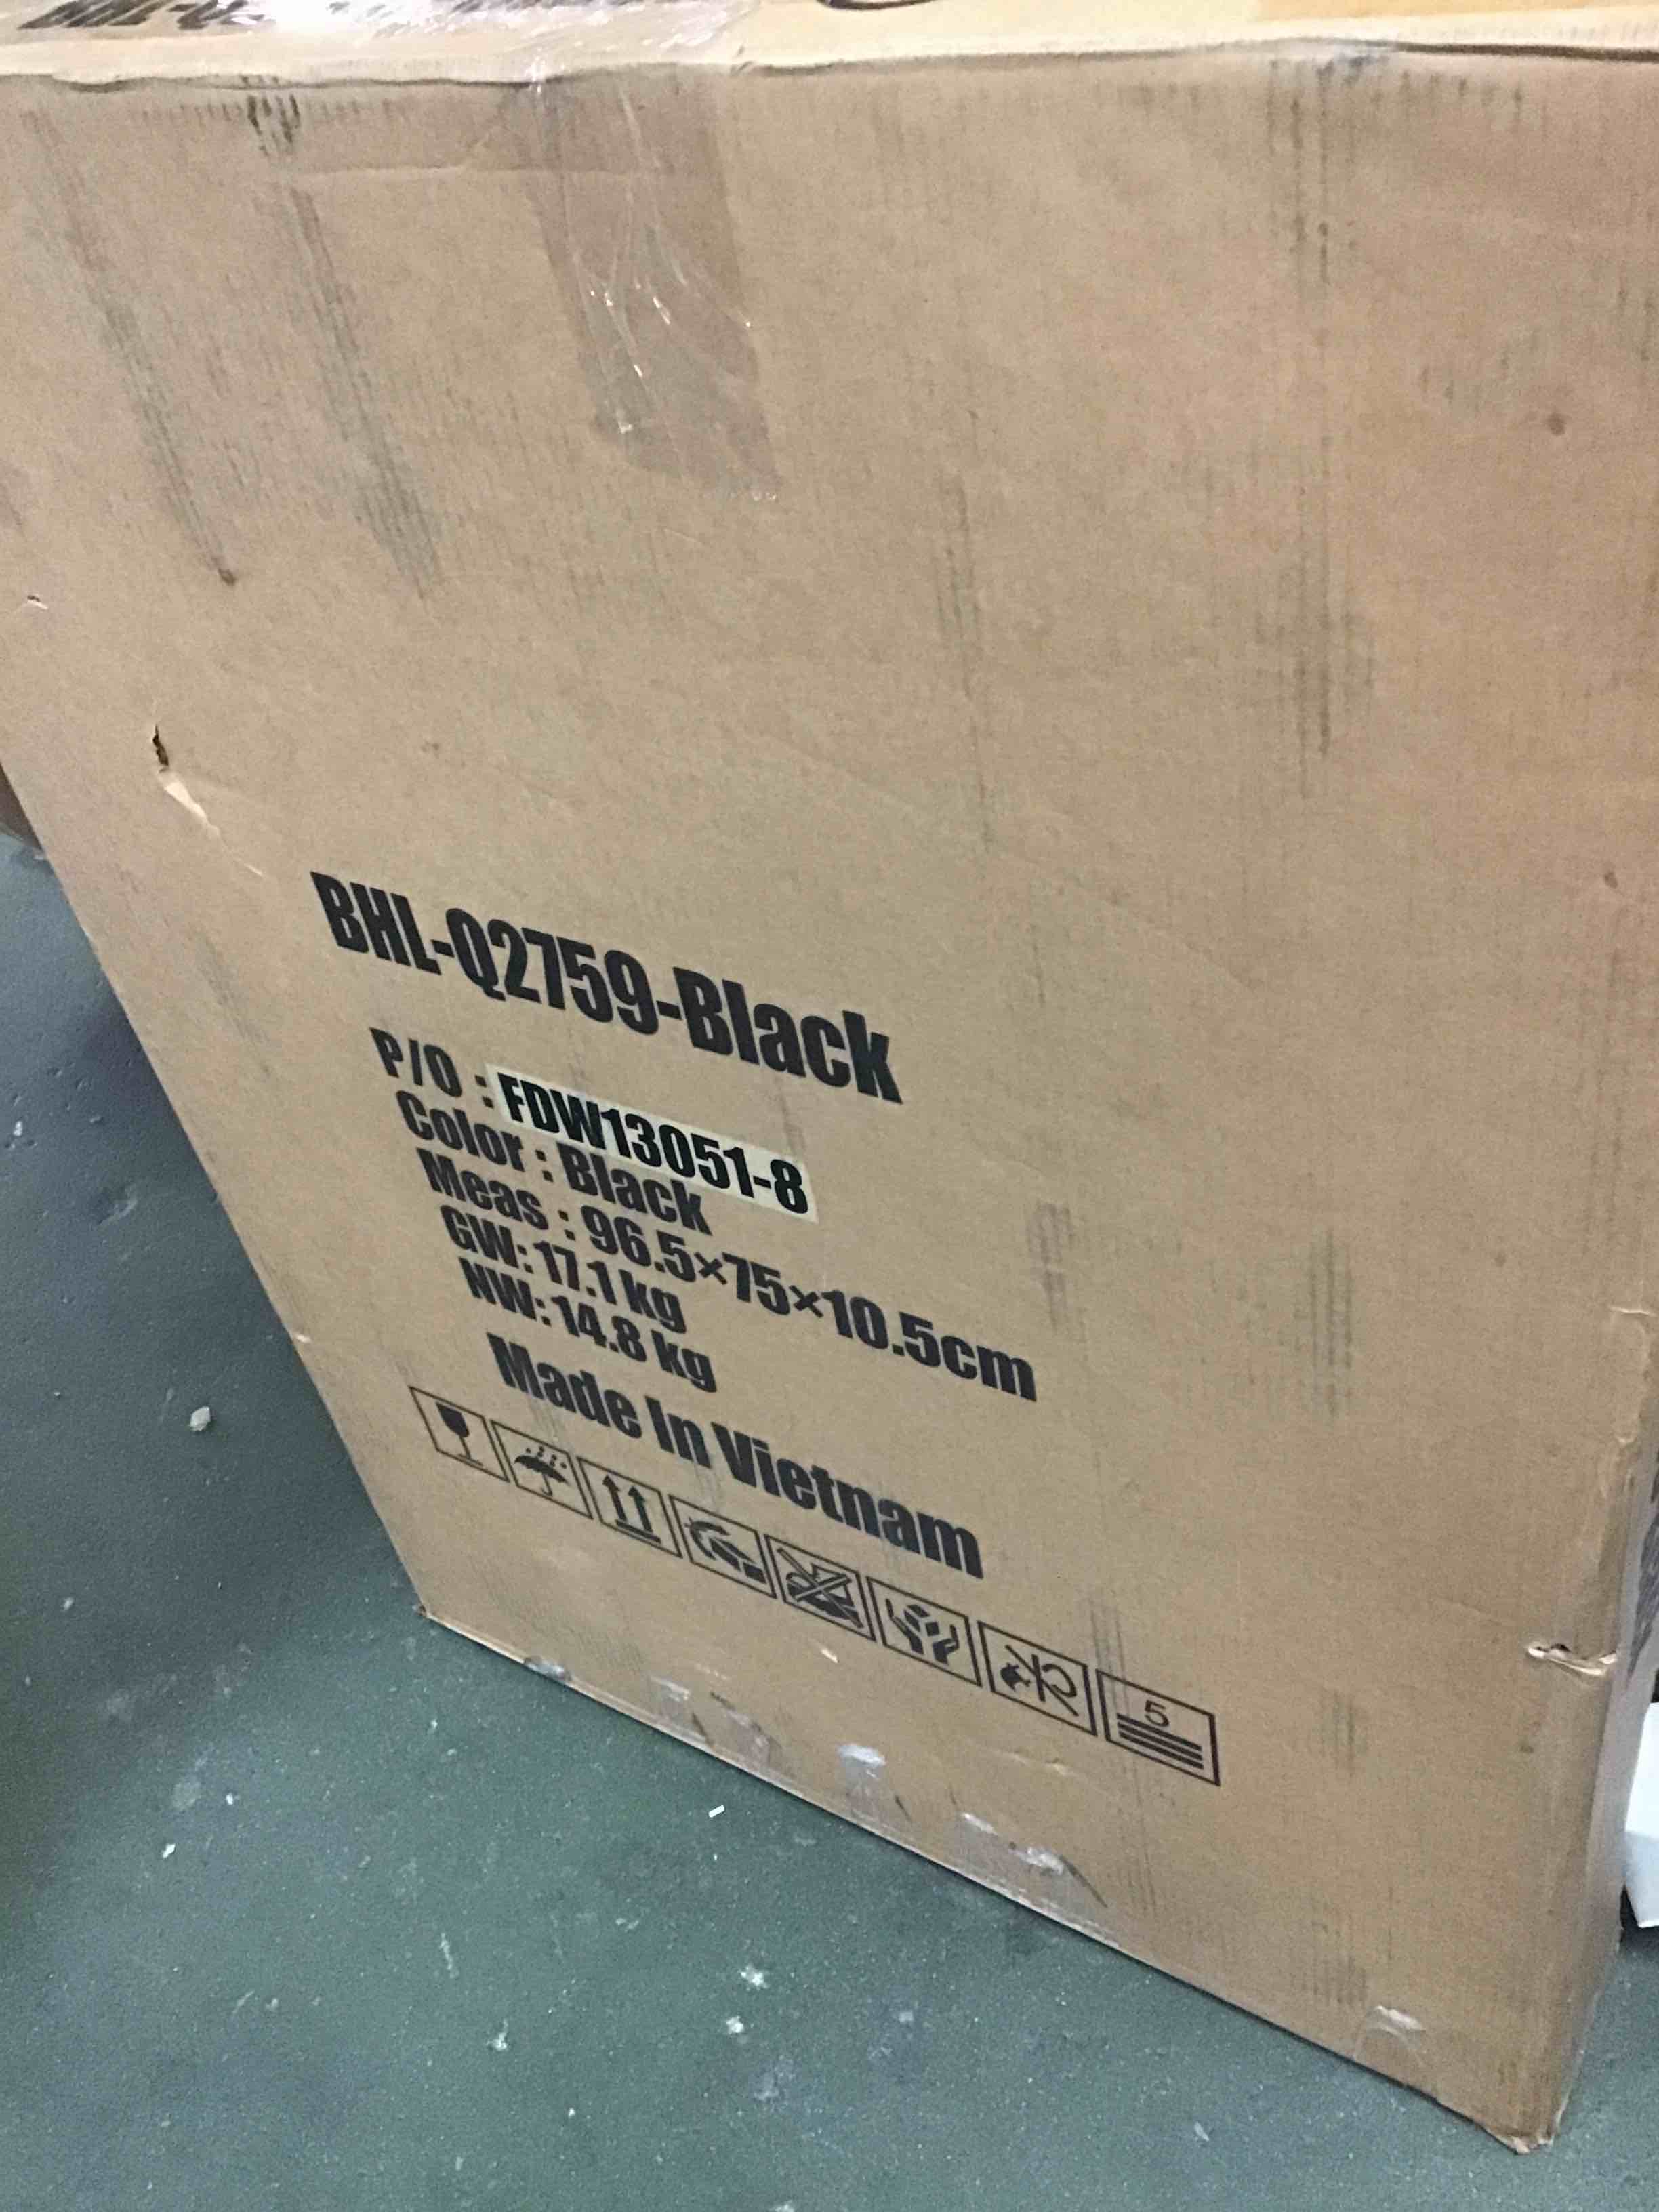 BHL-Q2759-Black
P/O : FDW13051-8
Color : Black
Meas : 96.5×75×10.5cm
GW: 17.1 kg
NW: 14.8 kg
Made In Vietnam
5